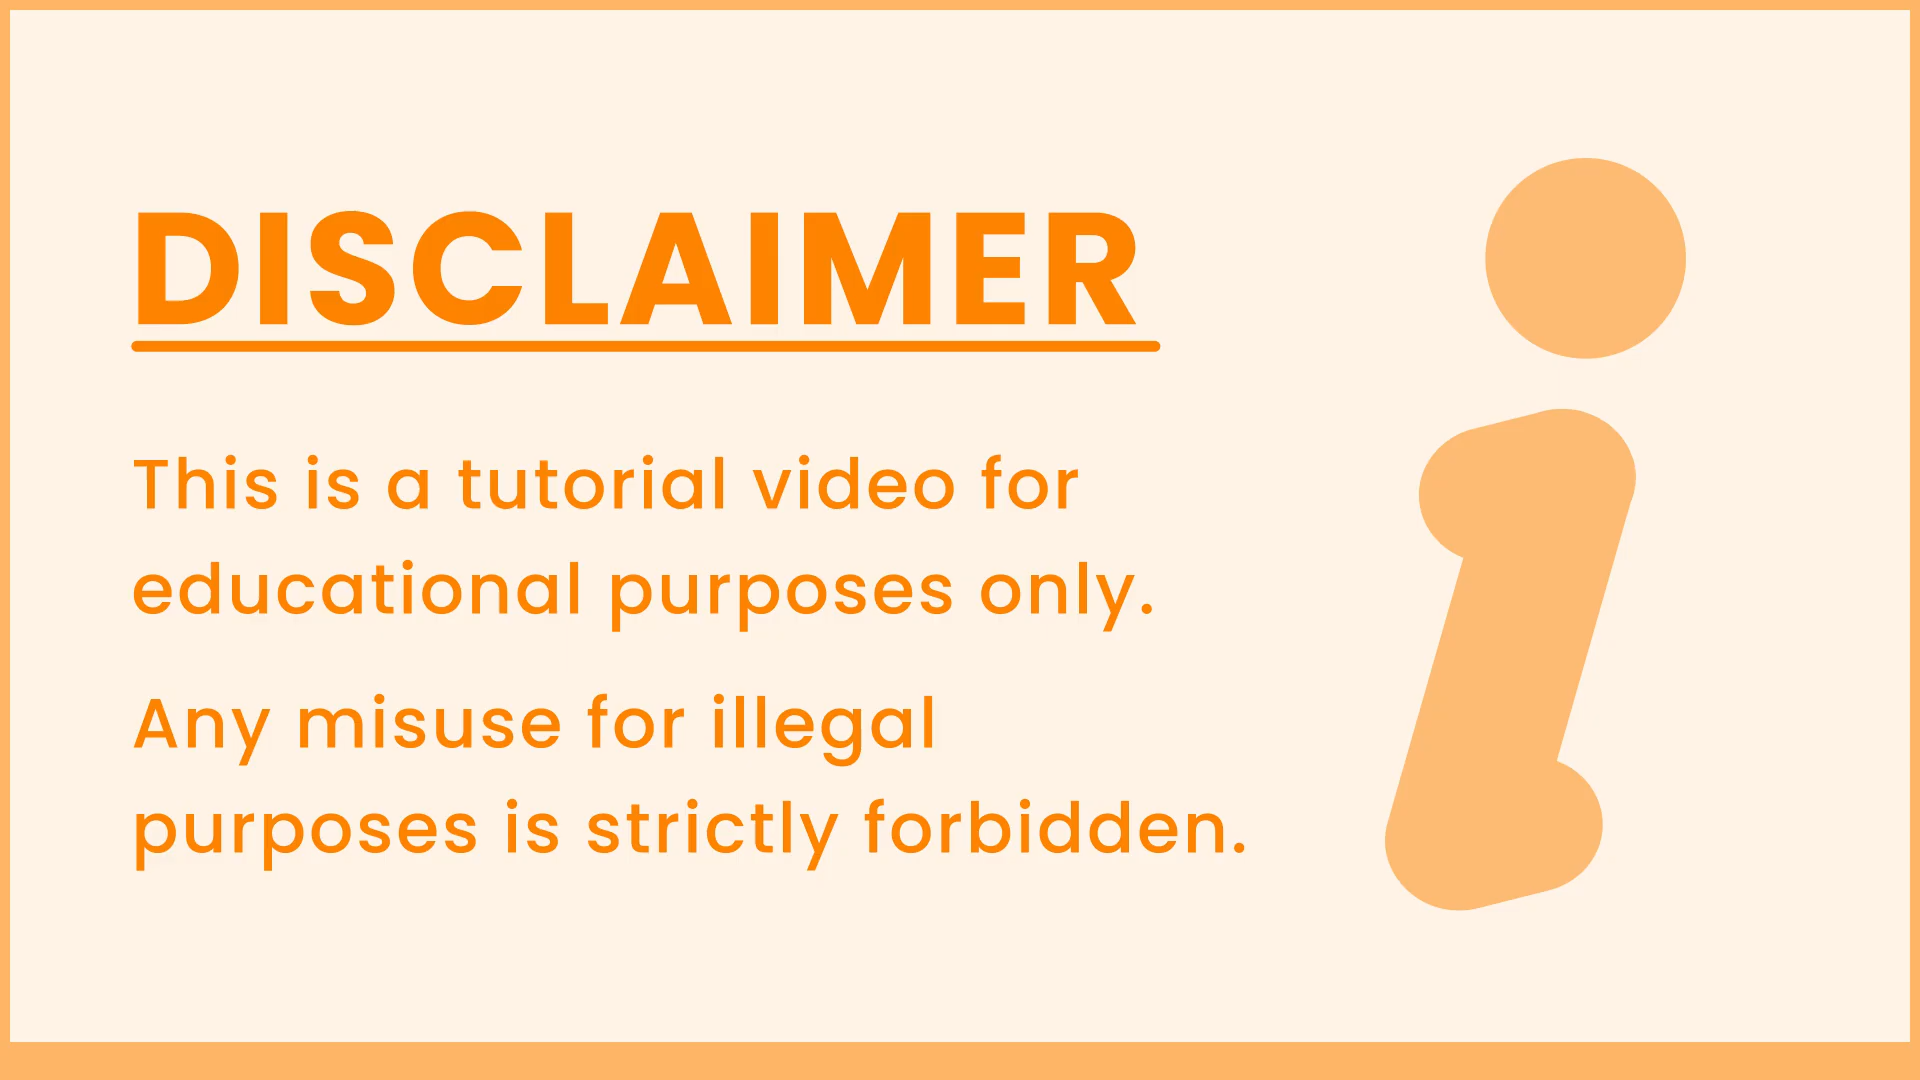 DISCLAIMER
This is a tutorial video for
educational purposes only.
Any misuse for illegal
purposes is strictly forbidden.